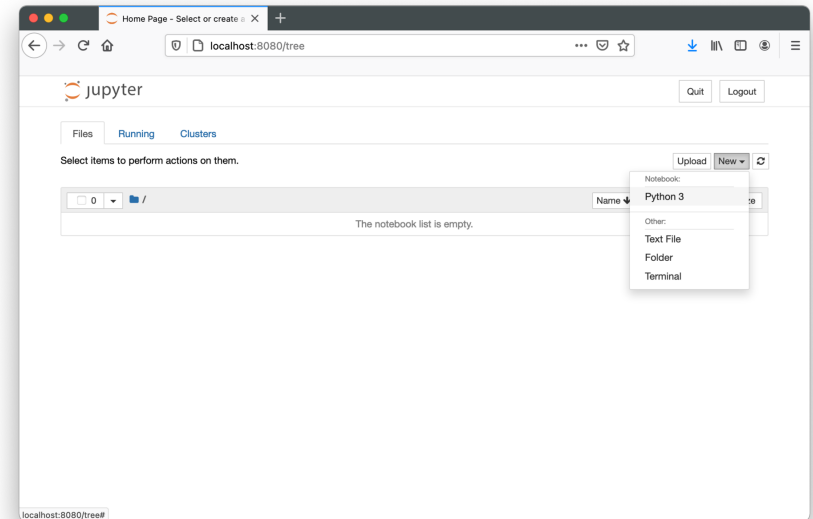 Home Page - Select or create a
localhost:8080/tree
jupyter
Quit Logout
Files Running Clusters
Select items to perform actions on them.
Upload New
Notebook:
Python 3
Other:
Text File
Folder
Terminal
0 /
Name
ze
The notebook list is empty.
localhost:8080/tree#